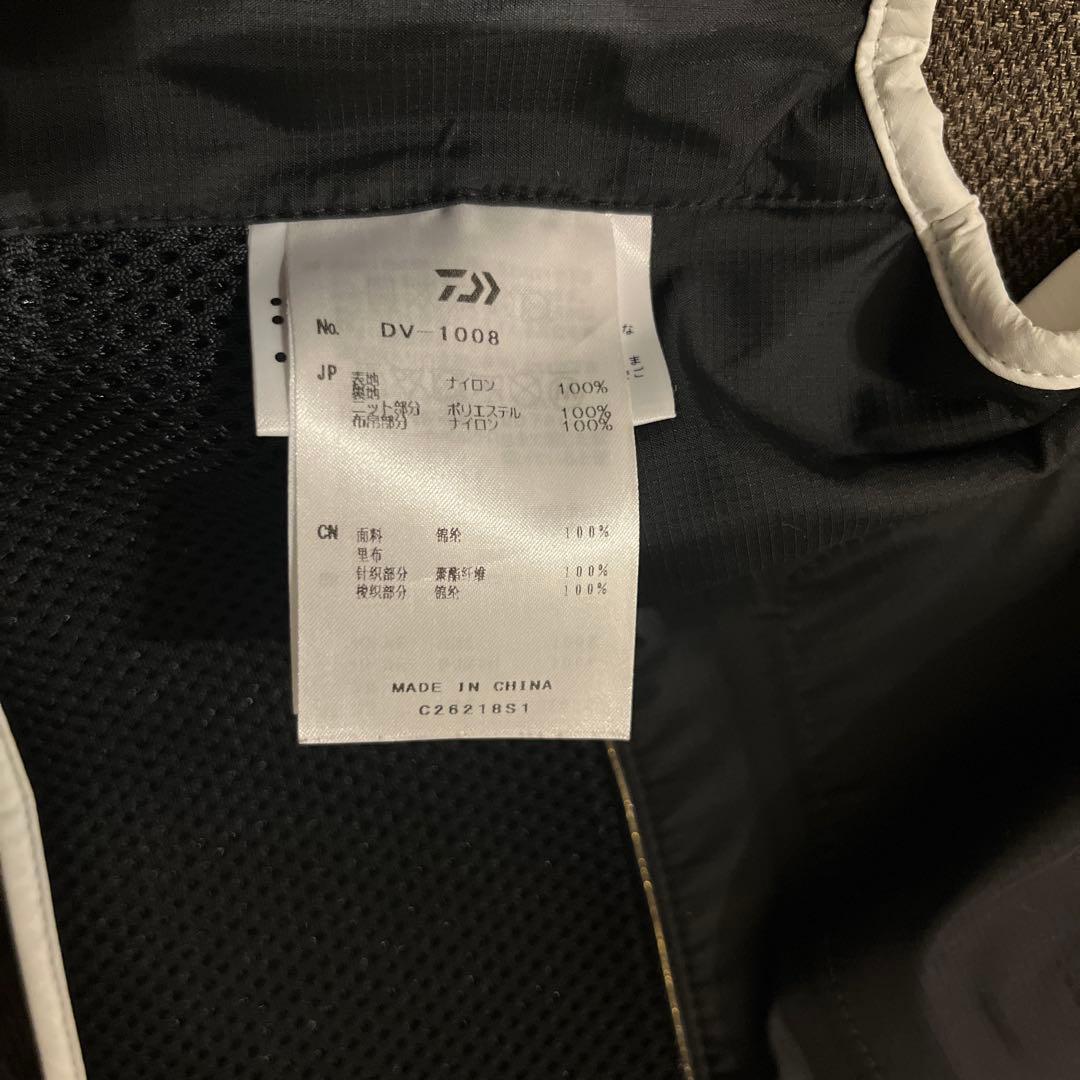 No. DV-1008
JP 表地 ナイロン 100%
裏地
ニット部分 ポリエステル 100%
布帛部分 ナイロン 100%
CN 面料 锦纶 100%
里布
针织部分 聚酯纤维 100%
梭织部分 锦纶 100%
MADE IN CHINA
C26218S1
な
まご